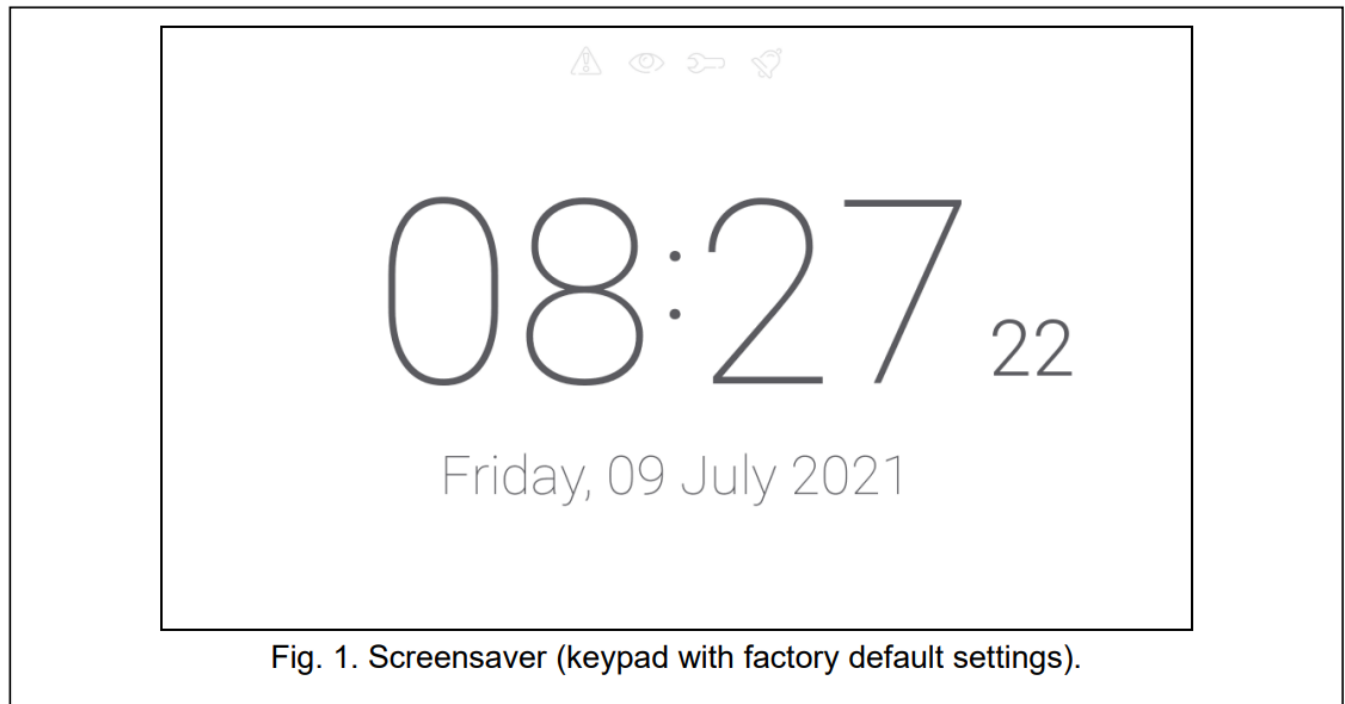 08:27 22
Friday, 09 July 2021
Fig. 1. Screensaver (keypad with factory default settings).